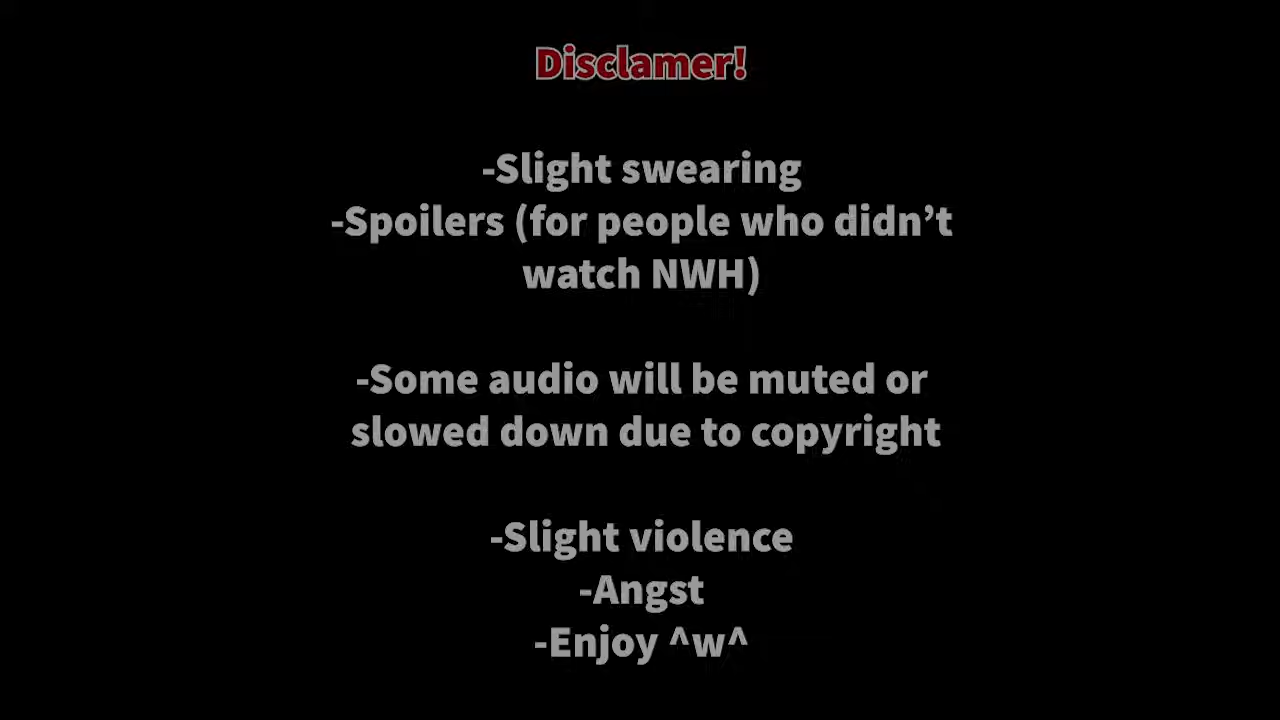 Disclamer!
-Slight swearing
-Spoilers (for people who didn’t
watch NWH)
-Some audio will be muted or
slowed down due to copyright
-Slight violence
-Angst
-Enjoy ^w^